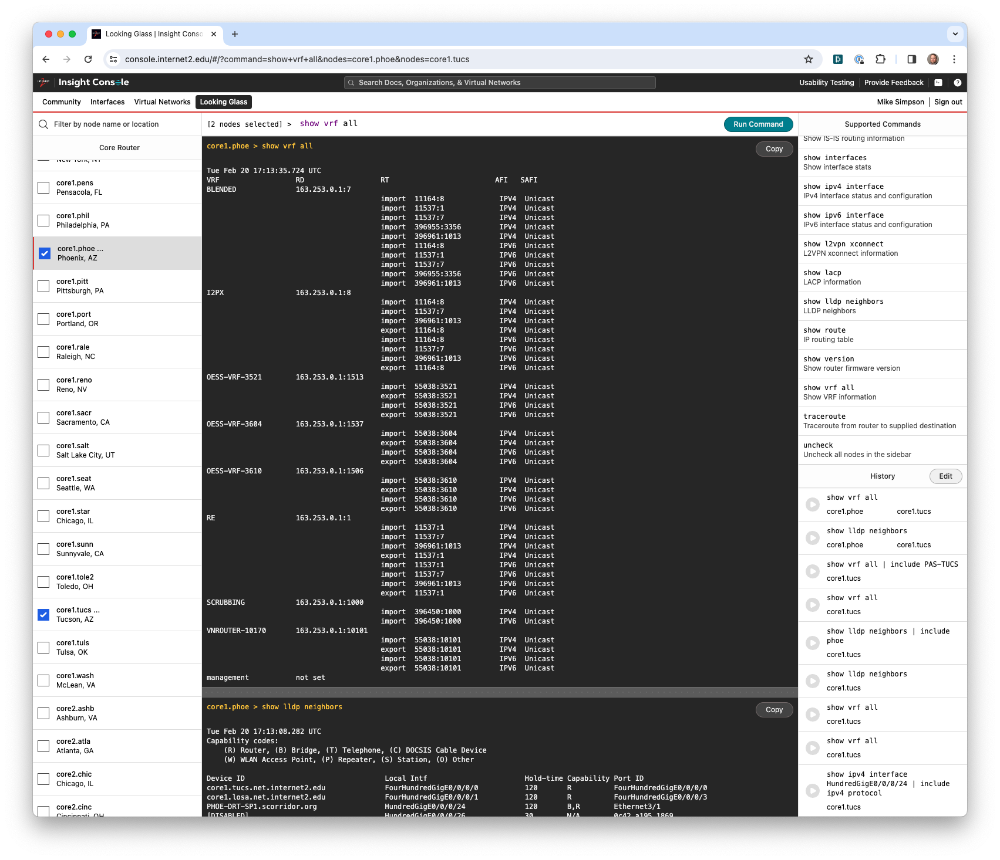 Looking Glass | Insight Conso
console.internet2.edu/#/?command=show+vrf+all&nodes=core1.phoe&nodes=core1.tucs
INTERNET
Insight Console
Search Docs, Organizations, & Virtual Networks
Usability Testing
Provide Feedback
Community
Interfaces
Virtual Networks
Looking Glass
Mike Simpson
Sign out
Filter by node name or location
Core Router
New York, NY
core1.pens
Pensacola, FL
core1.phil
Philadelphia, PA
core1.phoe ...
Phoenix, AZ
core1.pitt
Pittsburgh, PA
core1.port
Portland, OR
core1.rale
Raleigh, NC
core1.reno
Reno, NV
core1.sacr
Sacramento, CA
core1.salt
Salt Lake City, UT
core1.seat
Seattle, WA
core1.star
Chicago, IL
core1.sunn
Sunnyvale, CA
core1.tole2
Toledo, OH
core1.tucs ...
Tucson, AZ
core1.tuls
Tulsa, OK
core1.wash
McLean, VA
core2.ashb
Ashburn, VA
core2.atla
Atlanta, GA
core2.chic
Chicago, IL
core2.cinc
Cincinnati, OH
[2 nodes selected] > show vrf all
Run Command
core1.phoe > show vrf all
Copy
Tue Feb 20 17:13:35.724 UTC
VRF RD RT AFI SAFI
BLENDED 163.253.0.1:7
import 11164:8 IPV4 Unicast
import 11537:1 IPV4 Unicast
import 11537:7 IPV4 Unicast
import 396955:3356 IPV4 Unicast
import 396961:1013 IPV4 Unicast
import 11164:8 IPV6 Unicast
import 11537:1 IPV6 Unicast
import 11537:7 IPV6 Unicast
import 396955:3356 IPV6 Unicast
import 396961:1013 IPV6 Unicast
I2PX 163.253.0.1:8
import 11164:8 IPV4 Unicast
import 11537:7 IPV4 Unicast
import 396961:1013 IPV4 Unicast
export 11164:8 IPV4 Unicast
import 11164:8 IPV6 Unicast
import 11537:7 IPV6 Unicast
import 396961:1013 IPV6 Unicast
export 11164:8 IPV6 Unicast
OESS-VRF-3521 163.253.0.1:1513
import 55038:3521 IPV4 Unicast
export 55038:3521 IPV4 Unicast
import 55038:3521 IPV6 Unicast
export 55038:3521 IPV6 Unicast
OESS-VRF-3604 163.253.0.1:1537
import 55038:3604 IPV4 Unicast
export 55038:3604 IPV4 Unicast
import 55038:3604 IPV6 Unicast
export 55038:3604 IPV6 Unicast
OESS-VRF-3610 163.253.0.1:1506
import 55038:3610 IPV4 Unicast
export 55038:3610 IPV4 Unicast
import 55038:3610 IPV6 Unicast
export 55038:3610 IPV6 Unicast
RE 163.253.0.1:1
import 11537:1 IPV4 Unicast
import 11537:7 IPV4 Unicast
import 396961:1013 IPV4 Unicast
export 11537:1 IPV4 Unicast
import 11537:1 IPV6 Unicast
import 11537:7 IPV6 Unicast
import 396961:1013 IPV6 Unicast
export 11537:1 IPV6 Unicast
SCRUBBING 163.253.0.1:1000
import 396450:1000 IPV4 Unicast
import 396450:1000 IPV6 Unicast
VNROUTER-10170 163.253.0.1:10101
import 55038:10101 IPV4 Unicast
export 55038:10101 IPV4 Unicast
import 55038:10101 IPV6 Unicast
export 55038:10101 IPV6 Unicast
management not set
core1.phoe > show lldp neighbors
Copy
Tue Feb 20 17:13:08.282 UTC
Capability codes:
(R) Router, (B) Bridge, (T) Telephone, (C) DOCSIS Cable Device
(W) WLAN Access Point, (P) Repeater, (S) Station, (O) Other
Device ID Local Intf Hold-time Capability Port ID
core1.tucs.net.internet2.edu FourHundredGigE0/0/0/0 120 R FourHundredGigE0/0/0/0
core1.losa.net.internet2.edu FourHundredGigE0/0/0/1 120 R FourHundredGigE0/0/0/3
PHOE-DRT-SP1.scorridor.org HundredGigE0/0/0/24 120 B,R Ethernet3/1
[DISABLED] HundredGigE0/0/0/26 30 N/A 0c42.a195.1869
Supported Commands
Show IS-IS routing information
show interfaces
Show interface stats
show ipv4 interface
IPv4 interface status and configuration
show ipv6 interface
IPv6 interface status and configuration
show l2vpn xconnect
L2VPN xconnect information
show lacp
LACP information
show lldp neighbors
LLDP neighbors
show route
IP routing table
show version
Show router firmware version
show vrf all
Show VRF information
traceroute
Traceroute from router to supplied destination
uncheck
Uncheck all nodes in the sidebar
History
Edit
show vrf all
core1.phoe core1.tucs
show lldp neighbors
core1.phoe core1.tucs
show vrf all | include PAS-TUCS
core1.tucs
show vrf all
core1.tucs
show lldp neighbors | include
phoe
core1.tucs
show lldp neighbors
core1.tucs
show vrf all
core1.tucs
show vrf all
core1.tucs
show ipv4 interface
HundredGigE0/0/0/24 | include
ipv4 protocol
core1.tucs